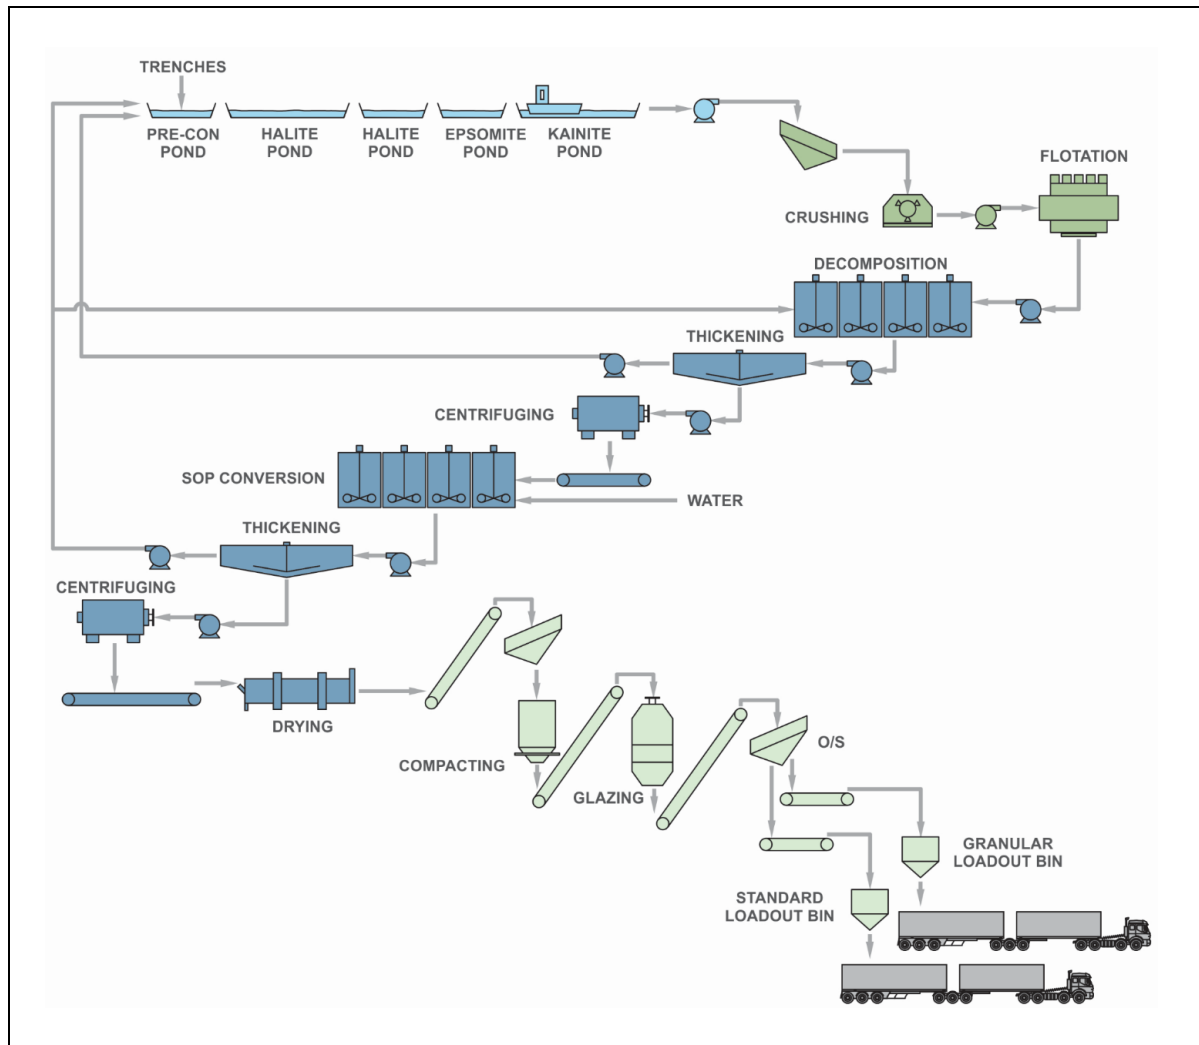 TRENCHES
PRE-CON
POND
HALITE
POND
HALITE
POND
EPSOMITE
POND
KAINITE
POND
FLOTATION
CRUSHING
DECOMPOSITION
THICKENING
CENTRIFUGING
SOP CONVERSION
WATER
THICKENING
CENTRIFUGING
DRYING
COMPACTING
GLAZING
O/S
GRANULAR
LOADOUT BIN
STANDARD
LOADOUT BIN